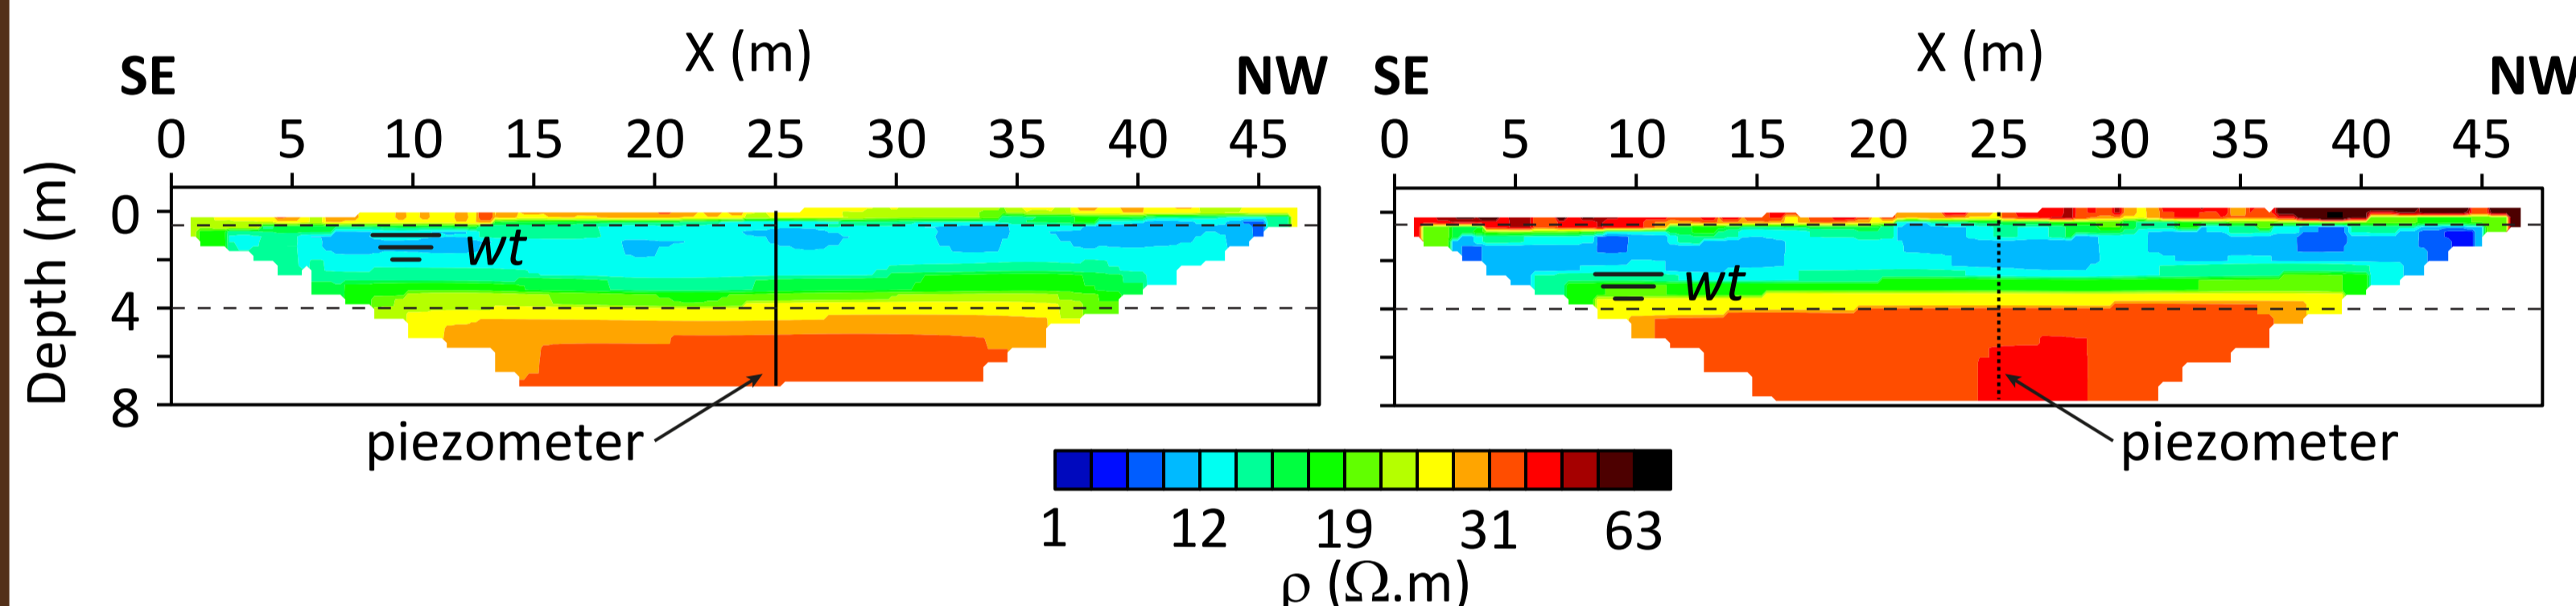 X (m)
X (m)
SE
NW
SE
NW
0 5 10 15 20 25 30 35 40 45
0 5 10 15 20 25 30 35 40 45
Depth (m)
0
wt
wt
4
8
piezometer
piezometer
1 12 19 31 63
ρ (Ω.m)